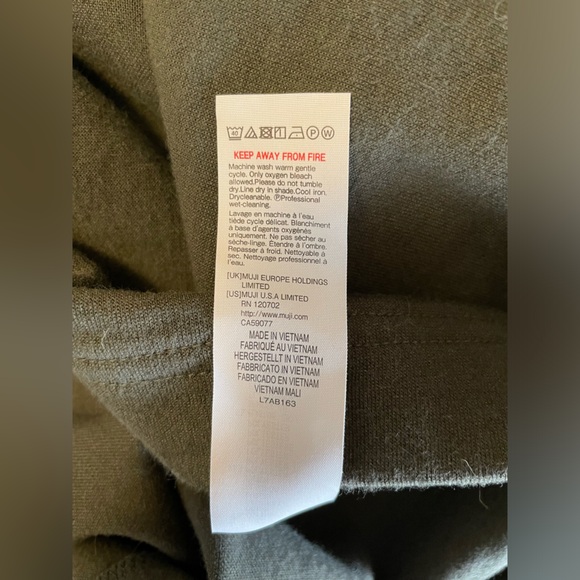 40 P W
KEEP AWAY FROM FIRE
Machine wash warm gentle
cycle. Only oxygen bleach
allowed.Please do not tumble
dry.Line dry in shade.Cool iron.
Drycleanable. ⓅProfessional
wet-cleaning.
Lavage en machine à l'eau
tiède cycle délicat. Blanchiment
à base d'agents oxygénés
uniquement. Ne pas sécher au
sèche-linge. Étendre à l'ombre.
Repasser à froid. Nettoyable à
sec. Nettoyage professionnel à
l'eau.
[UK]MUJI EUROPE HOLDINGS
LIMITED
[US]MUJI U.S.A LIMITED
RN 120702
http://www.muji.com
CA59077
MADE IN VIETNAM
FABRIQUÉ AU VIETNAM
HERGESTELLT IN VIETNAM
FABBRICATO IN VIETNAM
FABRICADO EN VIETNAM
VIETNAM MALI
L7AB163